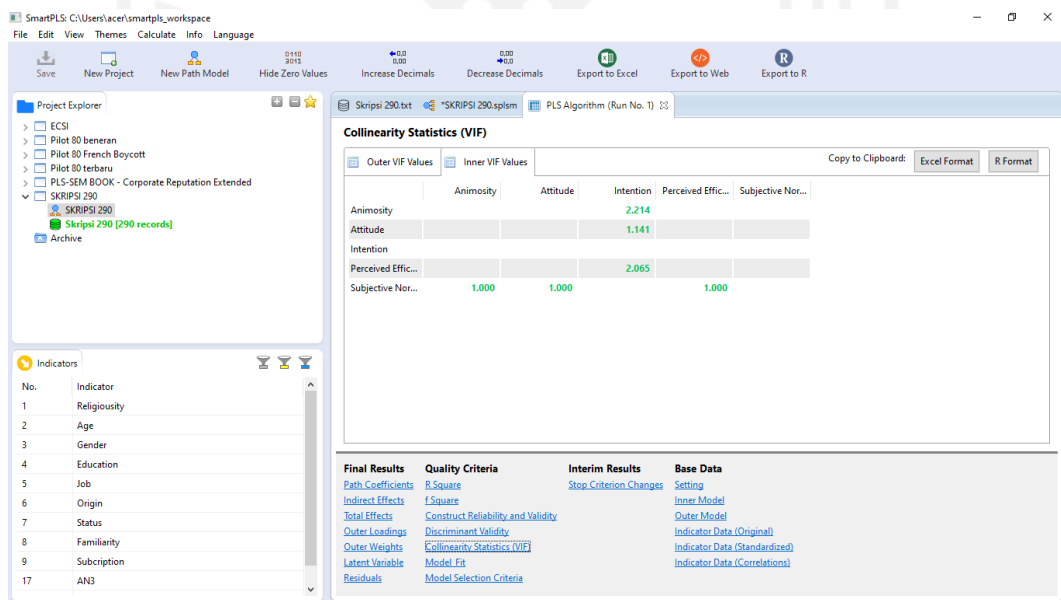 SmartPLS: C:\Users\acer\smartpls_workspace
File Edit View Themes Calculate Info Language
Save New Project New Path Model Hide Zero Values Increase Decimals Decrease Decimals Export to Excel Export to Web Export to R
Project Explorer
ECSI
Pilot 80 beneran
Pilot 80 French Boycott
Pilot 80 terbaru
PLS-SEM BOOK - Corporate Reputation Extended
SKRIPSI 290
SKRIPSI 290
Skripsi 290 [290 records]
Archive
Indicators
No. Indicator
1 Religiousity
2 Age
3 Gender
4 Education
5 Job
6 Origin
7 Status
8 Familiarity
9 Subcription
17 AN3
Skripsi 290.txt *SKRIPSI 290.splsm PLS Algorithm (Run No. 1)
Collinearity Statistics (VIF)
Outer VIF Values Inner VIF Values Copy to Clipboard: Excel Format R Format
Animosity Attitude Intention Perceived Effic... Subjective Nor...
Animosity 2.214
Attitude 1.141
Intention
Perceived Effic... 2.065
Subjective Nor... 1.000 1.000 1.000
Final Results Quality Criteria Interim Results Base Data
Path Coefficients R Square Stop Criterion Changes Setting
Indirect Effects f Square Inner Model
Total Effects Construct Reliability and Validity Outer Model
Outer Loadings Discriminant Validity Indicator Data (Original)
Outer Weights Collinearity Statistics (VIF) Indicator Data (Standardized)
Latent Variable Model Fit Indicator Data (Correlations)
Residuals Model Selection Criteria